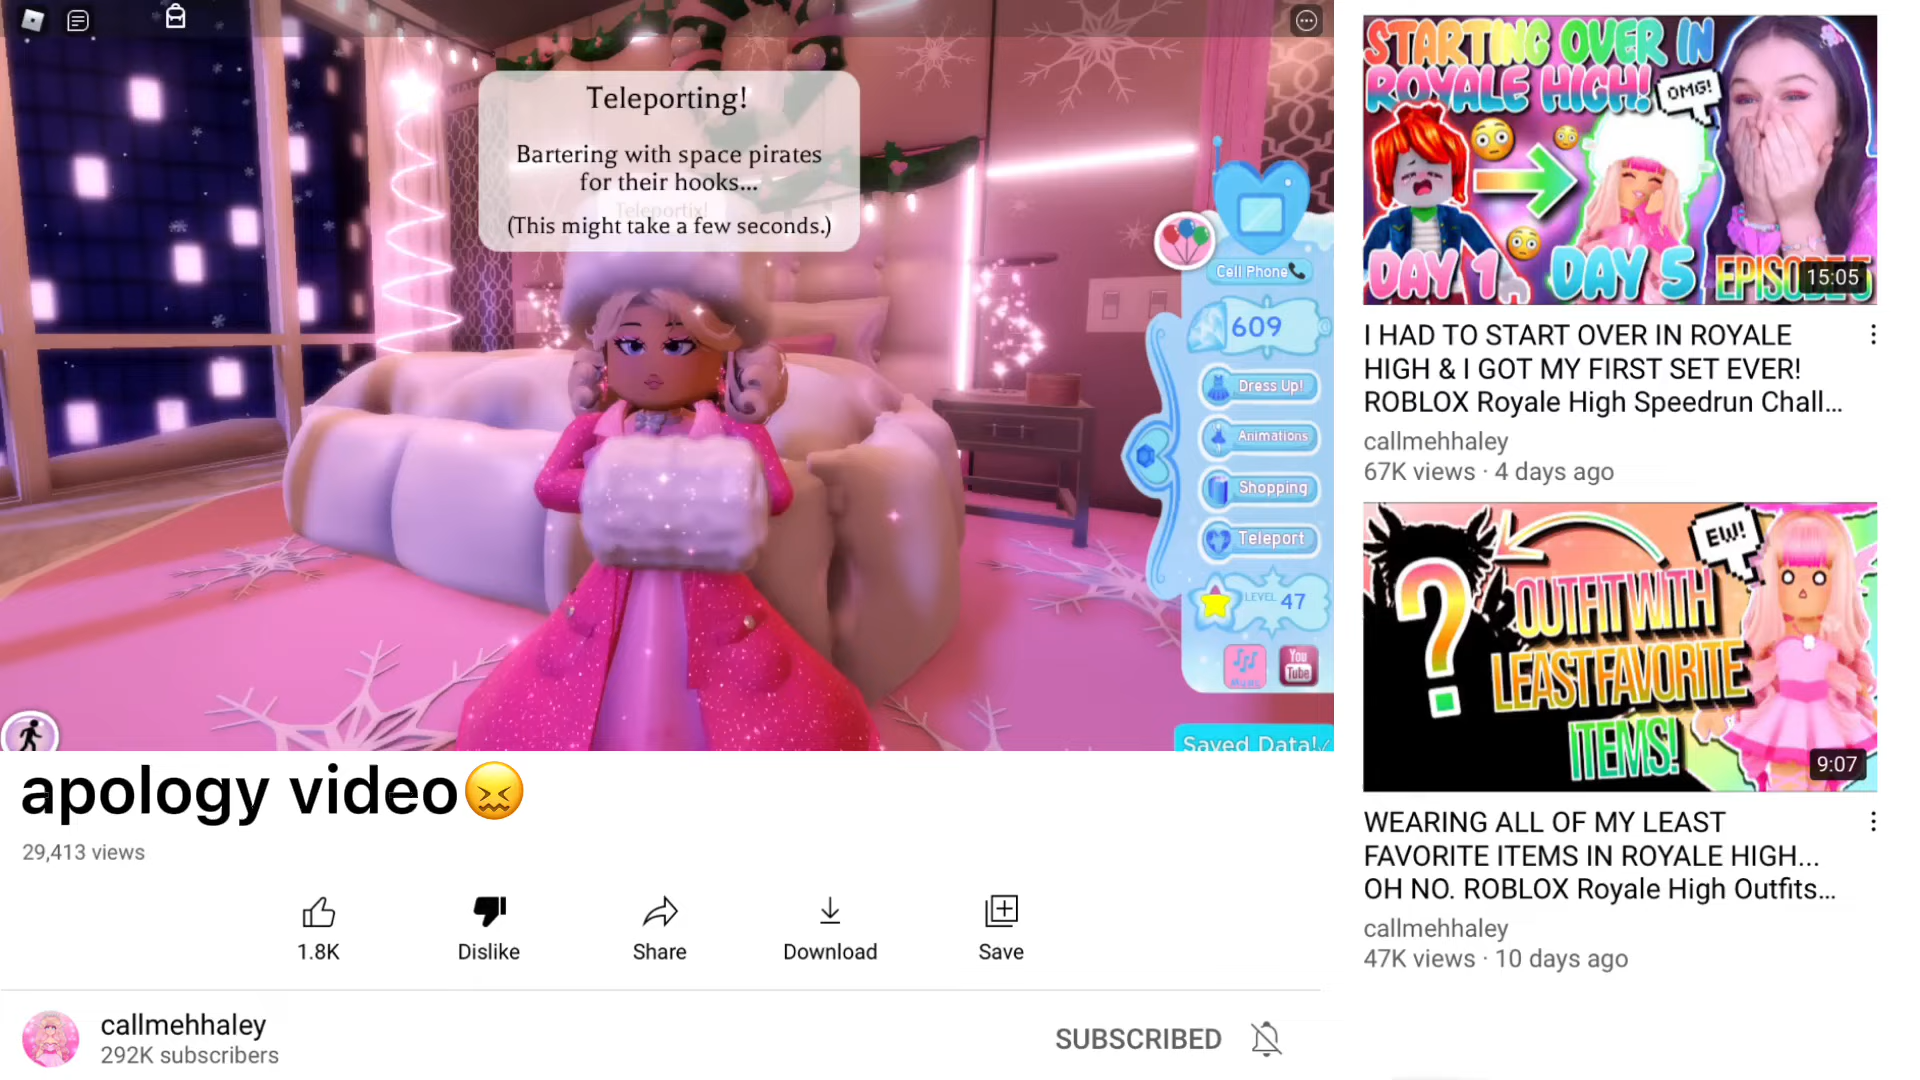 Teleporting!
Bartering with space pirates
for their hooks...
Teleportix!
(This might take a few seconds.)
Cell Phone
609
Dress Up!
Animations
Shopping
Teleport
LEVEL 47
Music
You
Tube
Saved Data!✓
apology video😖
29,413 views
1.8K
Dislike
Share
Download
Save
callmehhaley
292K subscribers
SUBSCRIBED
STARTING OVER IN
ROYALE HIGH!
OMG!
DAY 1
DAY 5
EPISODE 5
15:05
I HAD TO START OVER IN ROYALE
HIGH & I GOT MY FIRST SET EVER!
ROBLOX Royale High Speedrun Chall...
callmehhaley
67K views · 4 days ago
EW!
?
OUTFIT WITH
LEAST FAVORITE
ITEMS!
9:07
WEARING ALL OF MY LEAST
FAVORITE ITEMS IN ROYALE HIGH...
OH NO. ROBLOX Royale High Outfits...
callmehhaley
47K views · 10 days ago